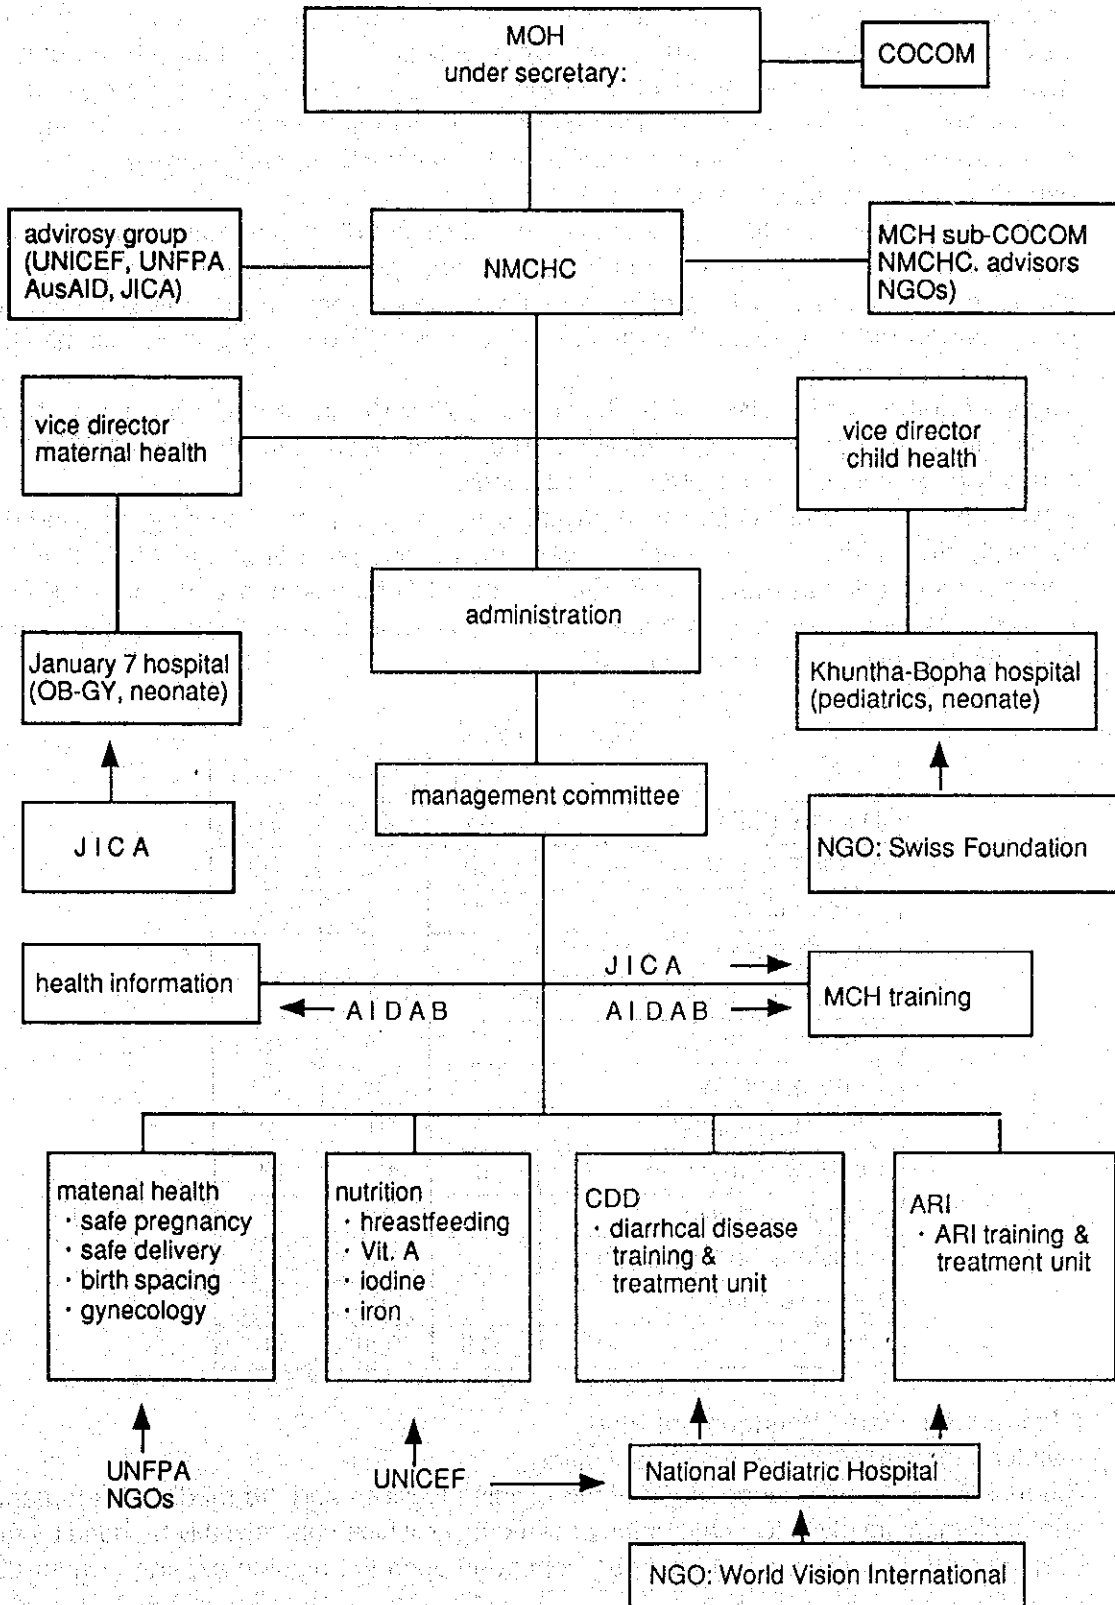 MOH
under secretary:
COCOM
advirosy group
(UNICEF, UNFPA
AusAID, JICA)
NMCHC
MCH sub-COCOM
NMCHC. advisors
NGOs)
vice director
maternal health
vice director
child health
administration
January 7 hospital
(OB-GY, neonate)
Khuntha-Bopha hospital
(pediatrics, neonate)
management committee
JICA
NGO: Swiss Foundation
health information
JICA
MCH training
AIDAB
AIDAB
matenal health
· safe pregnancy
· safe delivery
· birth spacing
· gynecology
nutrition
· hreastfeeding
· Vit. A
· iodine
· iron
CDD
· diarrhcal disease
training &
treatment unit
ARI
· ARI training &
treatment unit
UNFPA
NGOs
UNICEF
National Pediatric Hospital
NGO: World Vision International